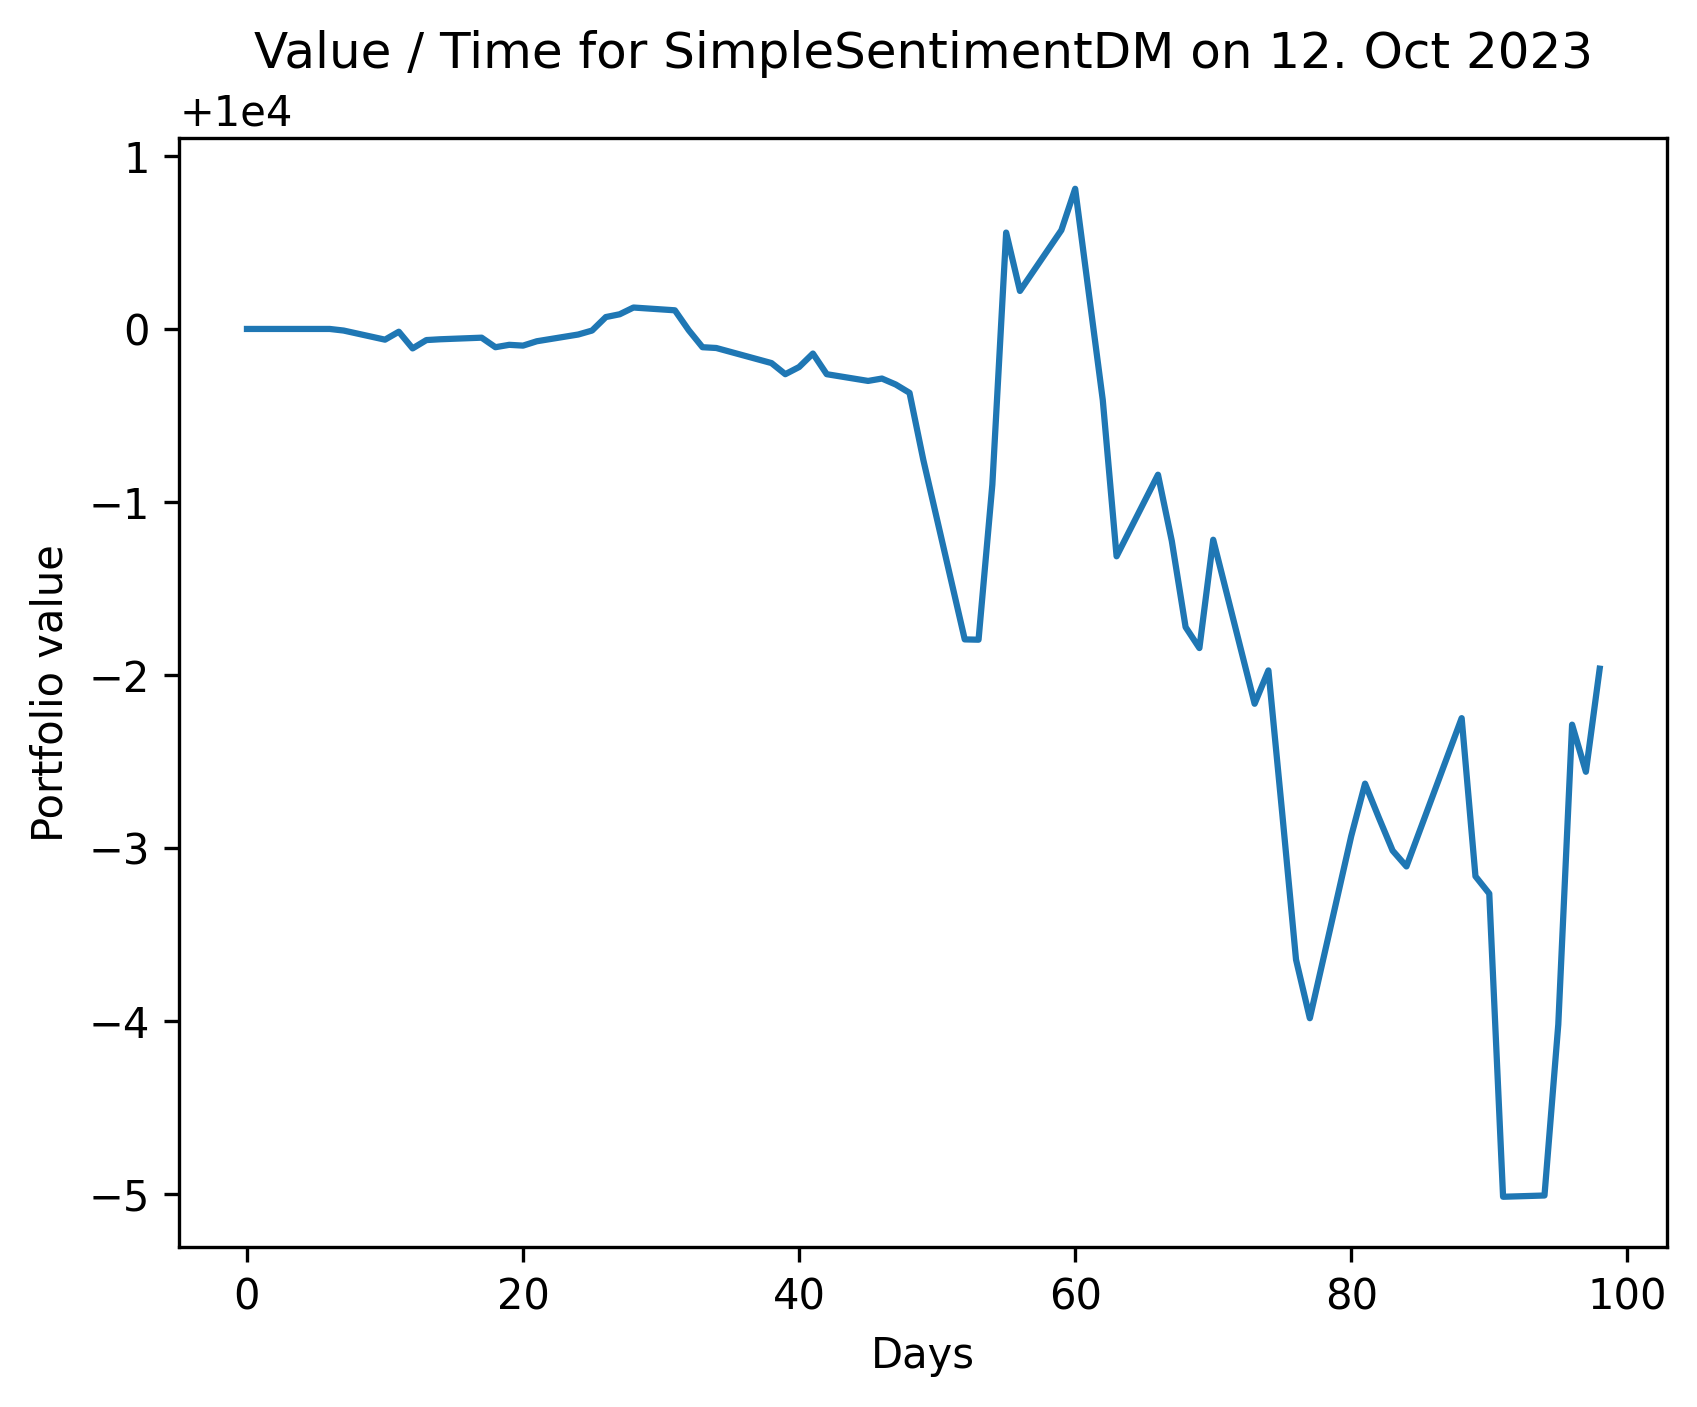 Value / Time for SimpleSentimentDM on 12. Oct 2023
+1e4
1
0
−1
−2
−3
−4
−5
Portfolio value
0 20 40 60 80 100
Days